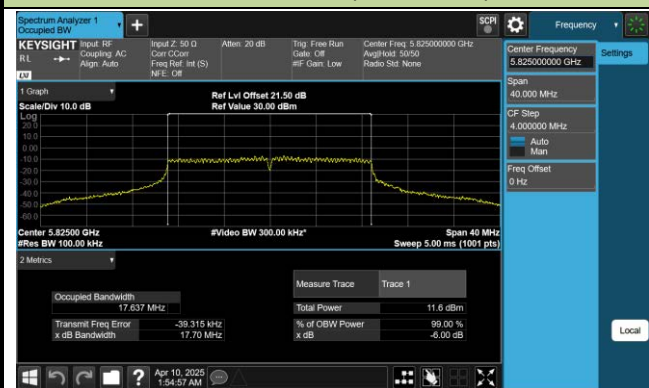 Spectrum Analyzer 1
Occupied BW
SCPI
Frequency
KEYSIGHT
RL
LXI
Input: RF
Coupling: AC
Align: Auto
Input Z: 50 Ω
Corr CCorr
Freq Ref: Int (S)
NFE: Off
Atten: 20 dB
Trig: Free Run
Gate: Off
#IF Gain: Low
Center Freq: 5.825000000 GHz
Avg|Hold: 50/50
Radio Std: None
Center Frequency
5.825000000 GHz
Settings
Span
40.000 MHz
CF Step
4.000000 MHz
Auto
Man
Freq Offset
0 Hz
1 Graph
Scale/Div 10.0 dB
Ref Lvl Offset 21.50 dB
Ref Value 30.00 dBm
Log
20.0
10.0
0.00
-10.0
-20.0
-30.0
-40.0
-50.0
-60.0
Center 5.82500 GHz
#Res BW 100.00 kHz
#Video BW 300.00 kHz*
Span 40 MHz
Sweep 5.00 ms (1001 pts)
2 Metrics
Measure Trace Trace 1
Occupied Bandwidth
17.637 MHz
Total Power 11.6 dBm
Transmit Freq Error -39.315 kHz
% of OBW Power 99.00 %
x dB Bandwidth 17.70 MHz
x dB -6.00 dB
Local
?
Apr 10, 2025
1:54:57 AM